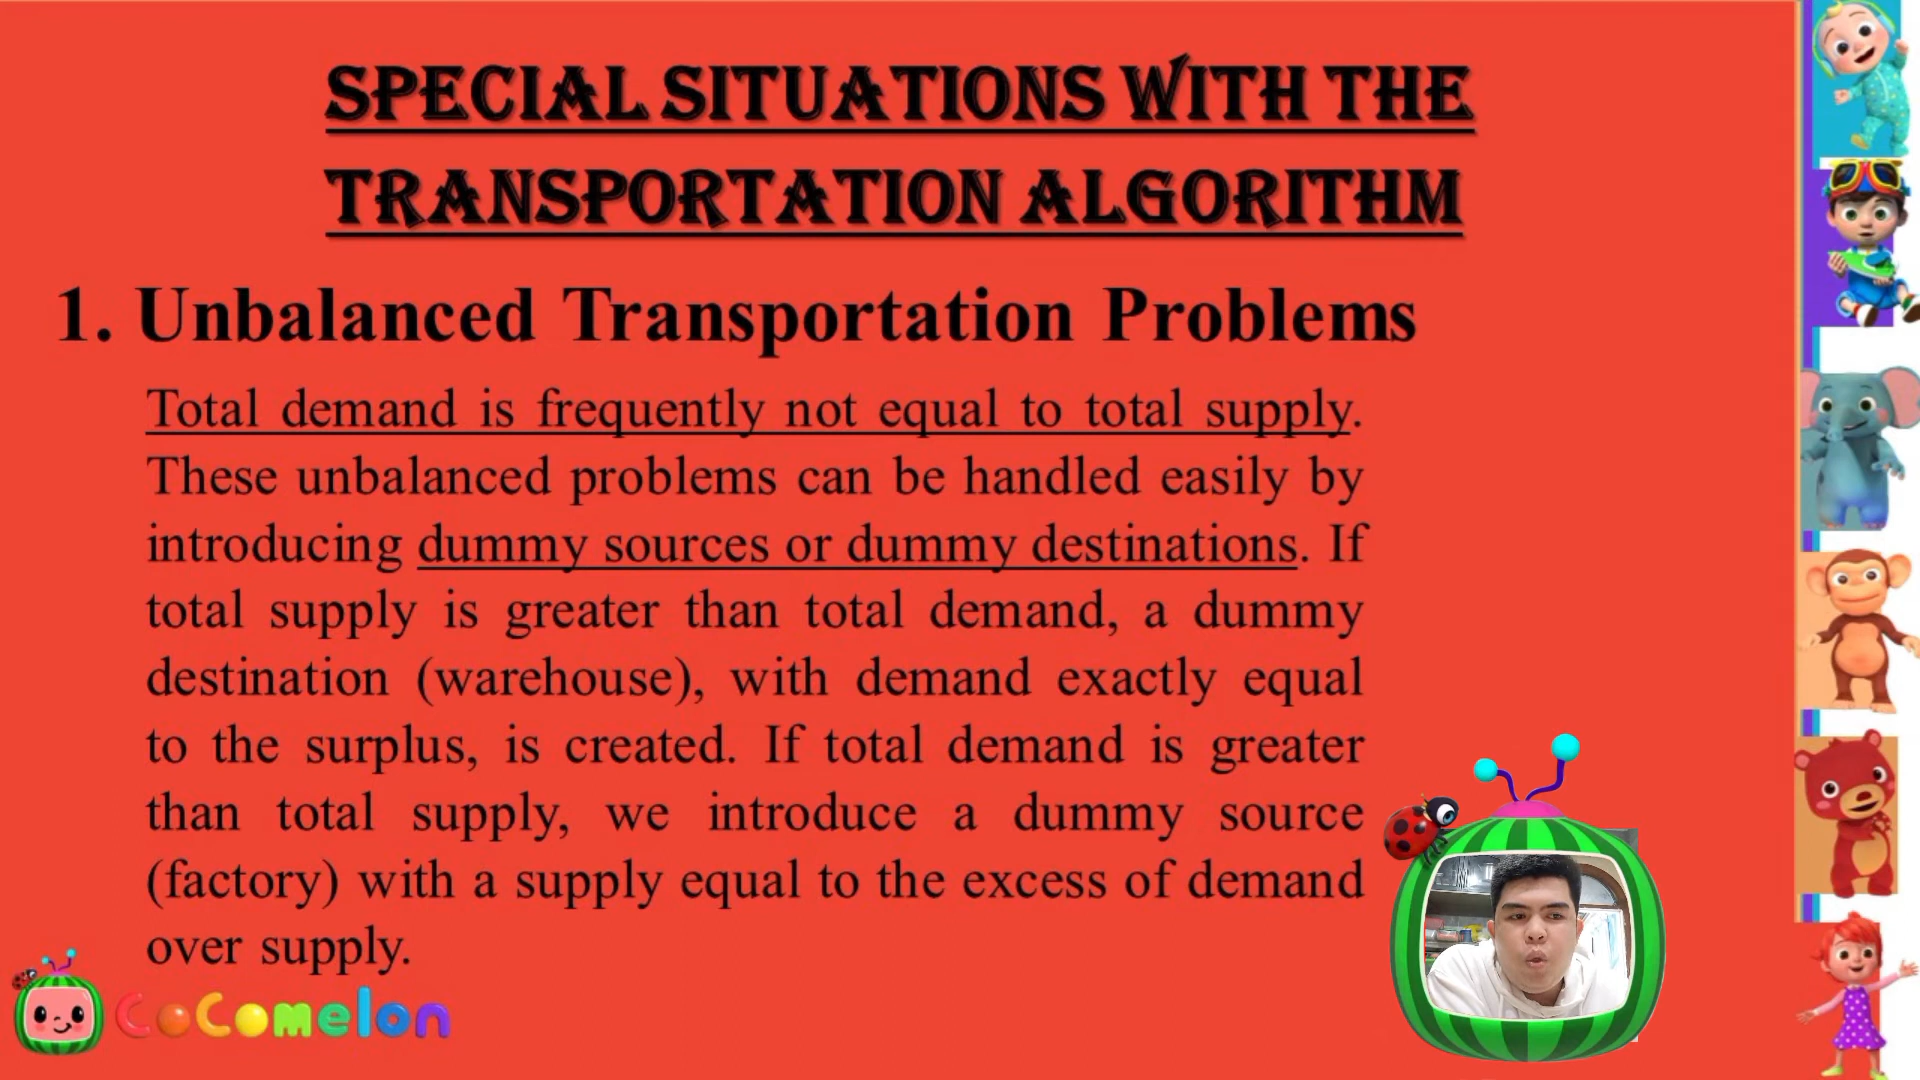 SPECIAL SITUATIONS WITH THE
TRANSPORTATION ALGORITHM
1. Unbalanced Transportation Problems
Total demand is frequently not equal to total supply.
These unbalanced problems can be handled easily by
introducing dummy sources or dummy destinations. If
total supply is greater than total demand, a dummy
destination (warehouse), with demand exactly equal
to the surplus, is created. If total demand is greater
than total supply, we introduce a dummy source
(factory) with a supply equal to the excess of demand
over supply.
CoComelon